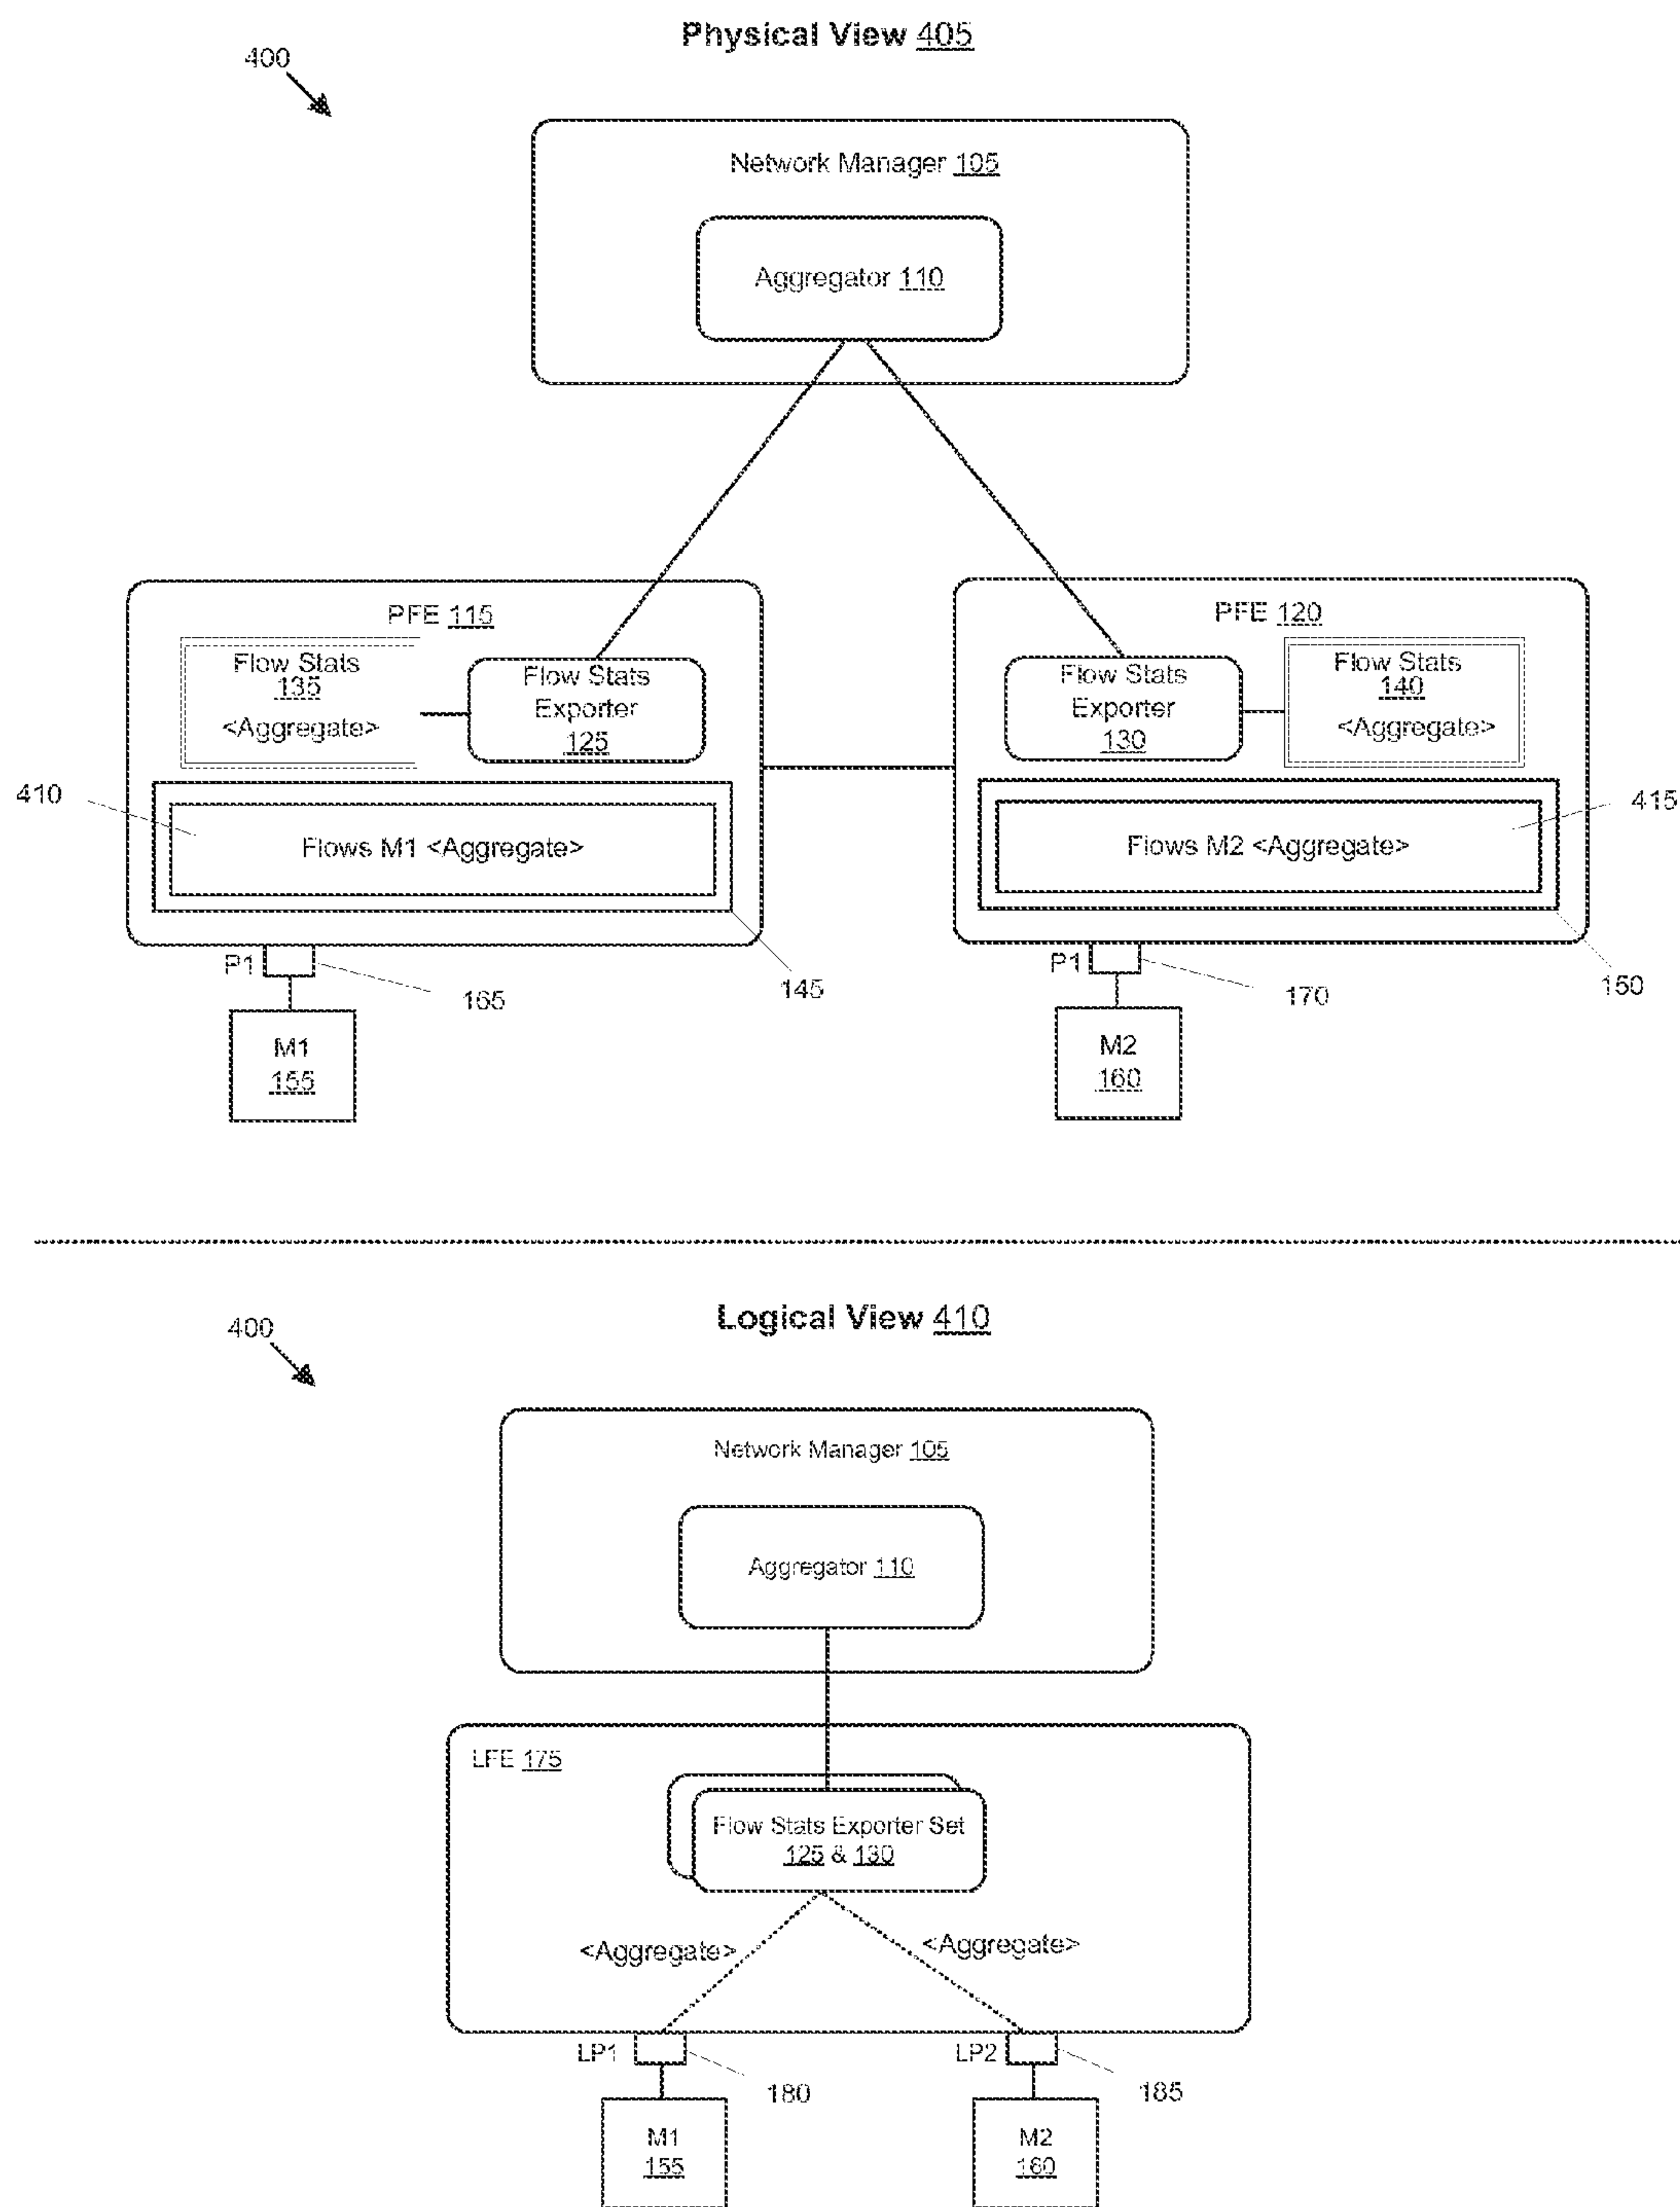 Physical View 405
400
Network Manager 105
Aggregator 110
PFE 115
Flow Stats
135
<Aggregate>
Flow Stats
Exporter
125
410
Flows M1 <Aggregate>
P1
165
145
M1
155
PFE 120
Flow Stats
Exporter
130
Flow Stats
140
<Aggregate>
415
Flows M2 <Aggregate>
P1
170
150
M2
160
Logical View 410
400
Network Manager 105
Aggregator 110
LFE 175
Flow Stats Exporter Set
125 & 130
<Aggregate>
<Aggregate>
LP1
180
LP2
185
M1
155
M2
160